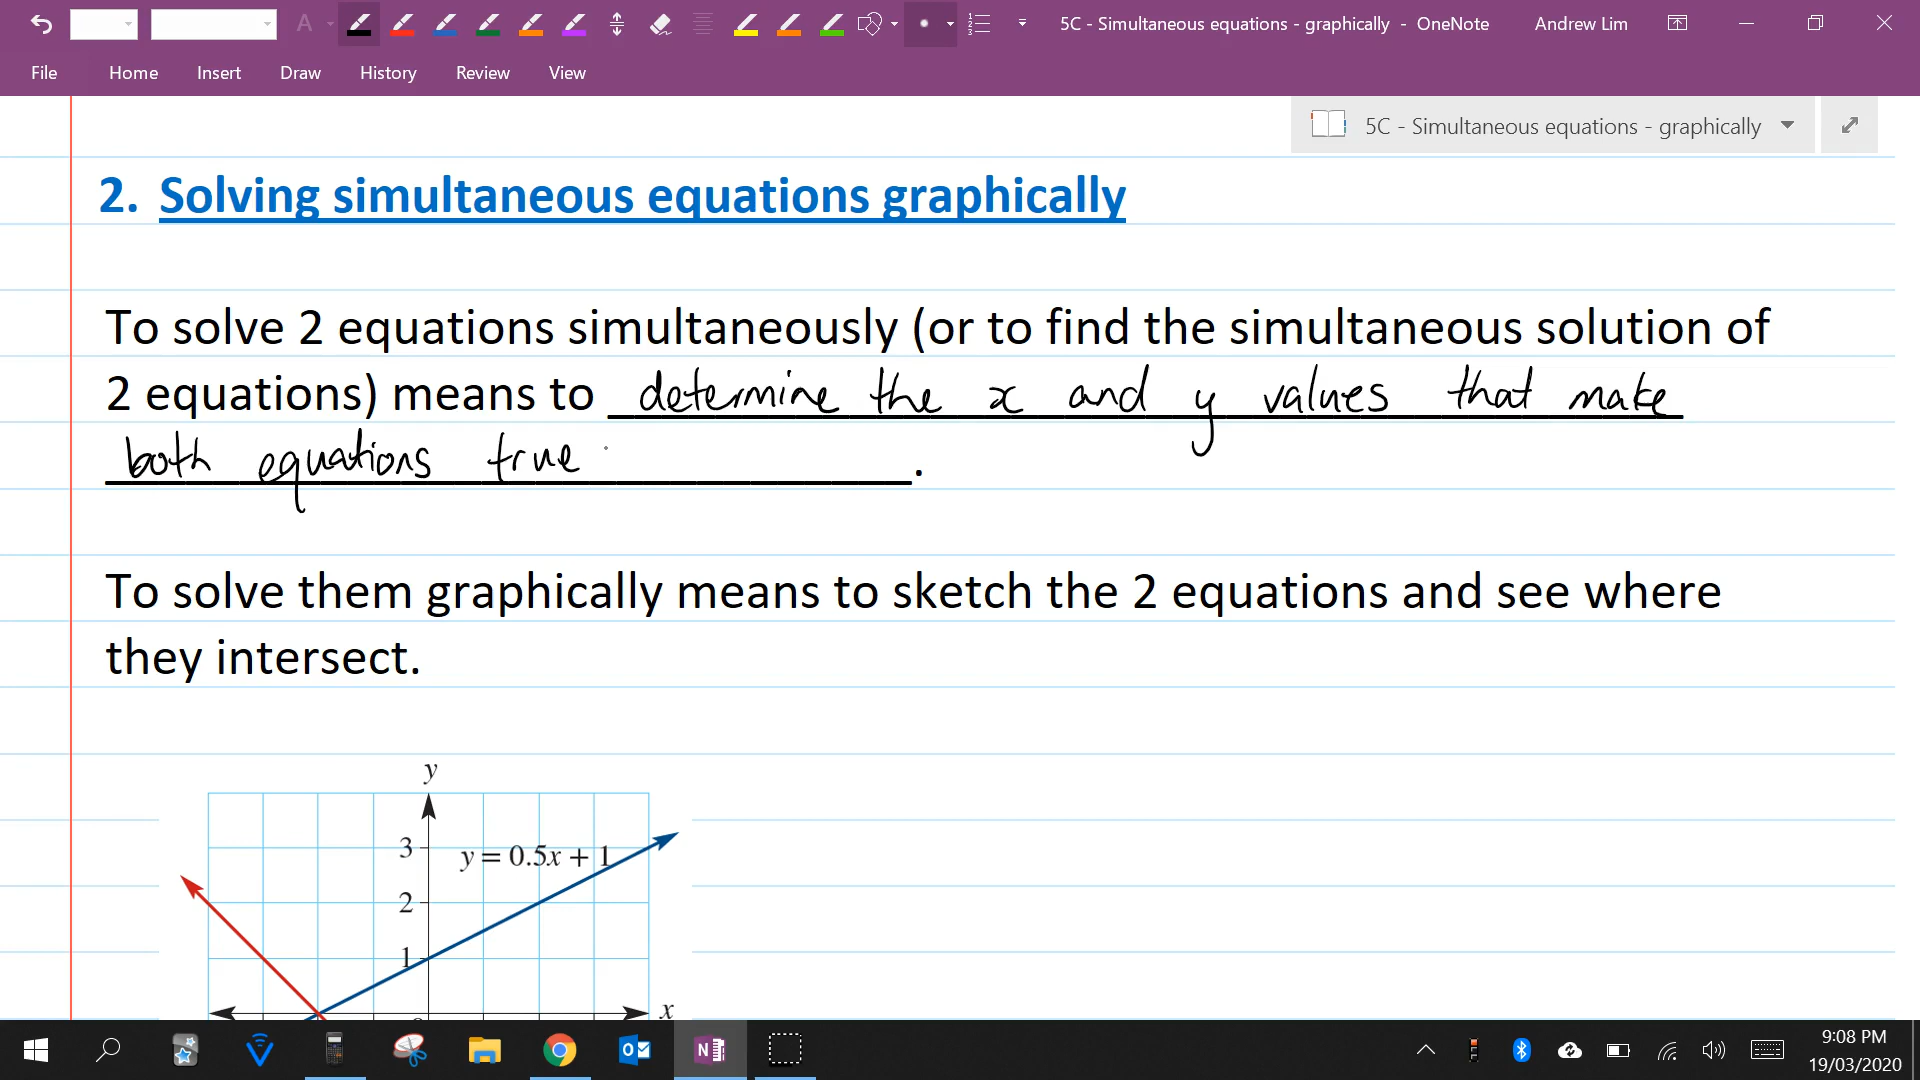 5C - Simultaneous equations - graphically - OneNote
Andrew Lim
File Home Insert Draw History Review View
5C - Simultaneous equations - graphically
2. Solving simultaneous equations graphically
To solve 2 equations simultaneously (or to find the simultaneous solution of
2 equations) means to determine the x and y values that make
both equations true.
To solve them graphically means to sketch the 2 equations and see where
they intersect.
y
3
y = 0.5x + 1
2
1
x
9:08 PM
19/03/2020